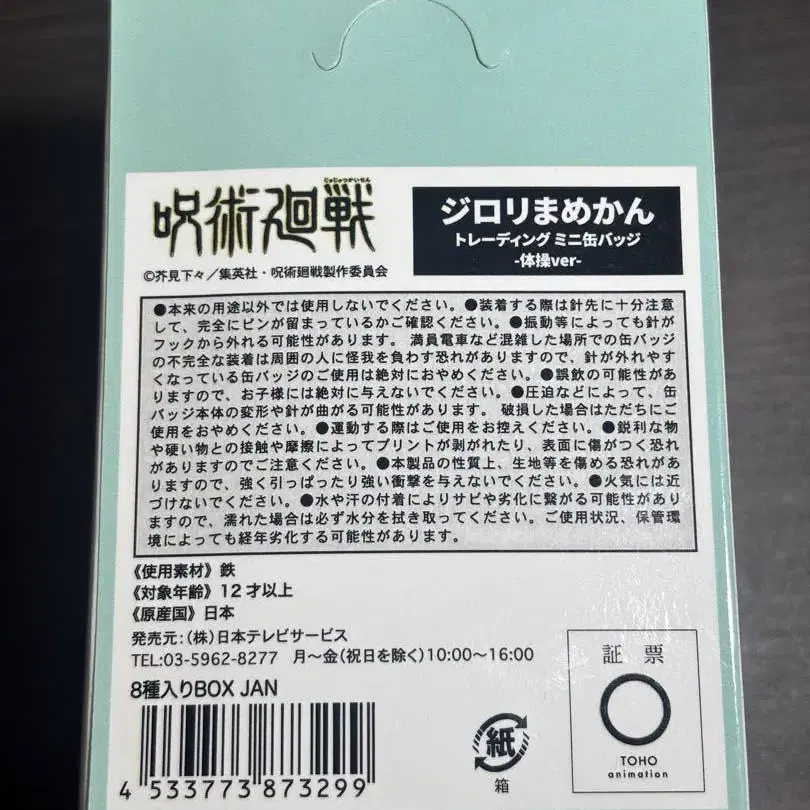 じゅじゅつかいせん
呪術廻戦
©芥見下々／集英社・呪術廻戦製作委員会
ジロリまめかん
トレーディング ミニ缶バッジ
-体操ver-
●本来の用途以外では使用しないでください。●装着する際は針先に十分注意
して、完全にピンが留まっているかご確認ください。●振動等によっても針が
フックから外れる可能性があります。 満員電車など混雑した場所での缶バッジ
の不完全な装着は周囲の人に怪我を負わす恐れがありますので、針が外れやす
くなっている缶バッジのご使用は絶対におやめください。●誤飲の可能性があ
りますので、お子様には絶対に与えないでください。●圧迫などによって、缶
バッジ本体の変形や針が曲がる可能性があります。 破損した場合はただちにご
使用をおやめください。●運動する際はご使用をお控えください。●鋭利な物
や硬い物との接触や摩擦によってプリントが剥がれたり、表面に傷がつく恐れ
がありますのでご注意ください。●本製品の性質上、生地等を傷める恐れがあ
りますので、強く引っぱったり強い衝撃を与えないでください。●火気には近
づけないでください。●水や汗の付着によりサビや劣化に繋がる可能性があり
ますので、濡れた場合は必ず水分を拭き取ってください。ご使用状況、保管環
境によっても経年劣化する可能性があります。
《使用素材》鉄
《対象年齢》12才以上
《原産国》日本
発売元：（株）日本テレビサービス
TEL:03-5962-8277 月〜金(祝日を除く)10:00〜16:00
8種入りBOX JAN
4 533773 873299
紙
箱
証票
TOHO
animation